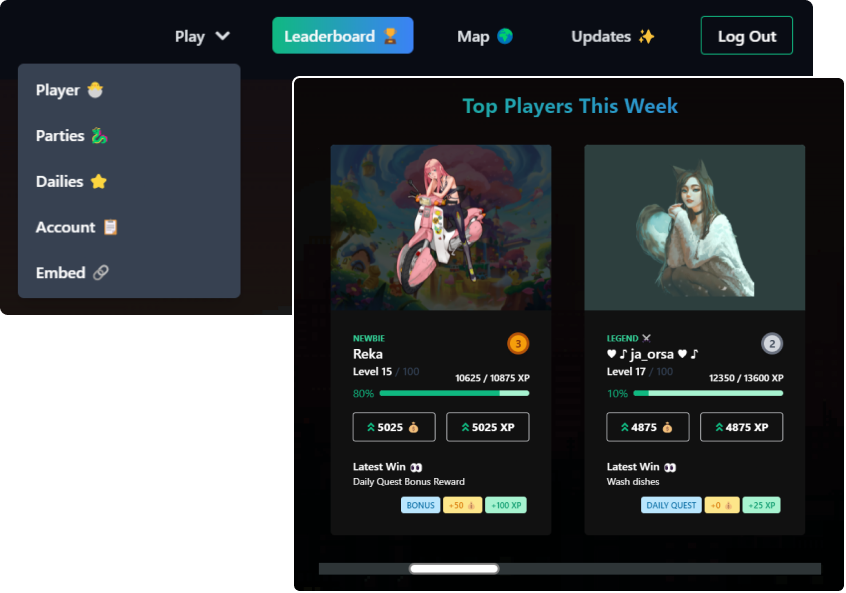 Play
Leaderboard 🏆
Map 🌍
Updates ✨
Log Out
Player 🐣
Parties 🐉
Dailies ⭐
Account 📋
Embed 🔗
Top Players This Week
NEWBIE
3
Reka
Level 15 / 100
10625 / 10875 XP
80%
5025 💰
5025 XP
Latest Win 👀
Daily Quest Bonus Reward
BONUS
+50 💰
+100 XP
LEGEND ⚔️
2
♥ ♪ ja_orsa ♥ ♪
Level 17 / 100
12350 / 13600 XP
10%
4875 💰
4875 XP
Latest Win 👀
Wash dishes
DAILY QUEST
+0 💰
+25 XP